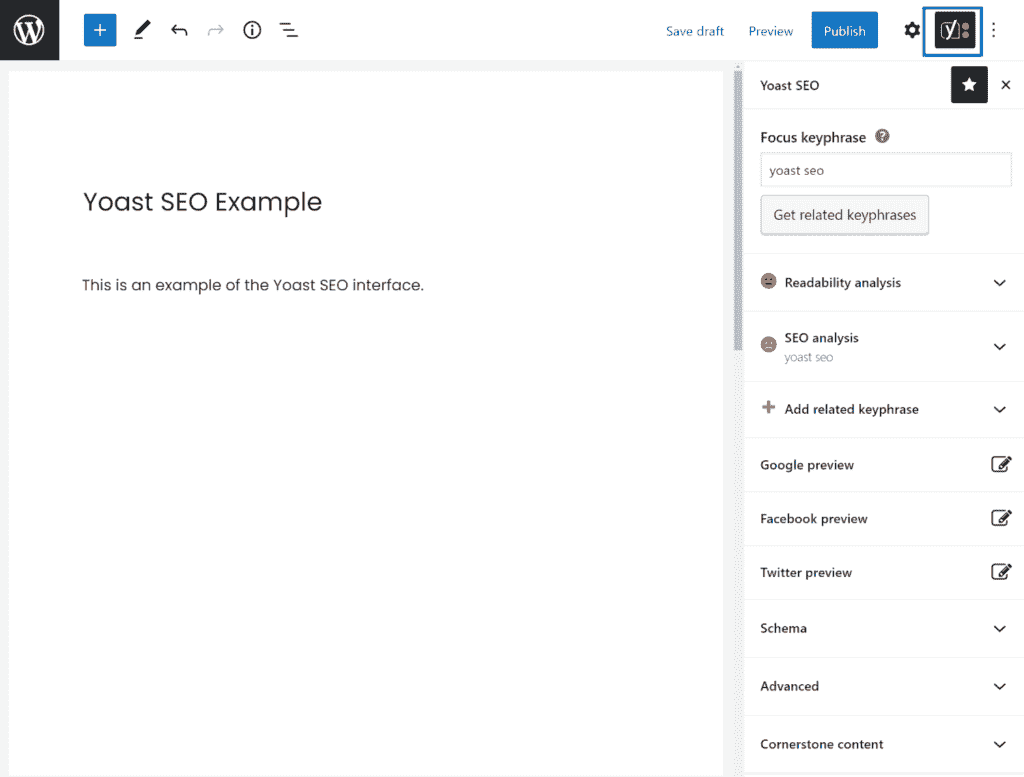 Save draft
Preview
Publish
Yoast SEO
Focus keyphrase
yoast seo
Get related keyphrases
Yoast SEO Example
This is an example of the Yoast SEO interface.
Readability analysis
SEO analysis
yoast seo
Add related keyphrase
Google preview
Facebook preview
Twitter preview
Schema
Advanced
Cornerstone content